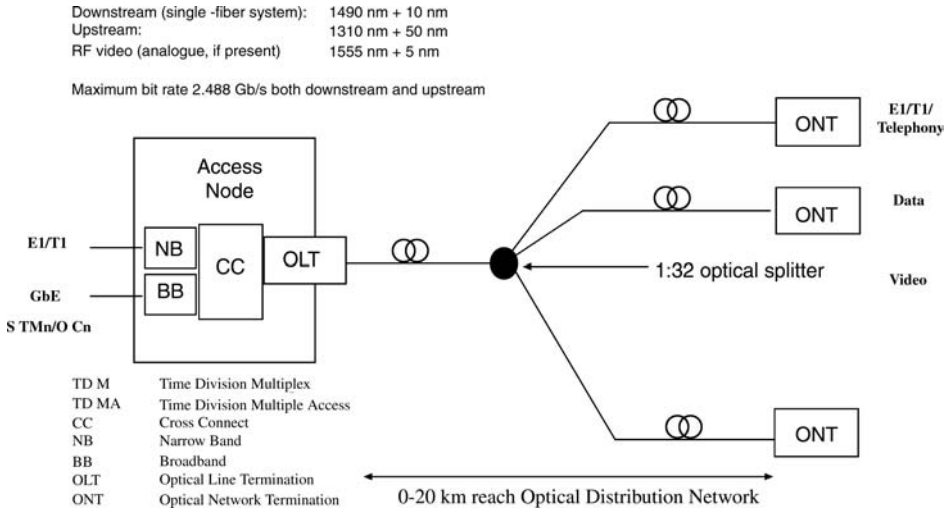 Downstream (single -fiber system): 1490 nm + 10 nm
Upstream: 1310 nm + 50 nm
RF video (analogue, if present) 1555 nm + 5 nm
Maximum bit rate 2.488 Gb/s both downstream and upstream
Access
Node
E1/T1
NB
CC
OLT
GbE
BB
S TMn/O Cn
1:32 optical splitter
ONT
E1/T1/
Telephony
ONT
Data
Video
ONT
TD M Time Division Multiplex
TD MA Time Division Multiple Access
CC Cross Connect
NB Narrow Band
BB Broadband
OLT Optical Line Termination
ONT Optical Network Termination
0-20 km reach Optical Distribution Network